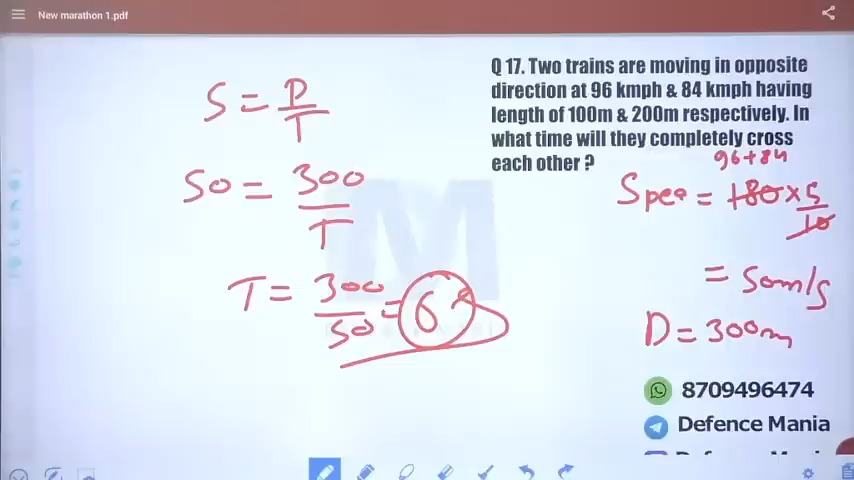 New marathon 1.pdf
Q 17. Two trains are moving in opposite
direction at 96 kmph & 84 kmph having
length of 100m & 200m respectively. In
what time will they completely cross
each other ?
S = D/T
50 = 300/T
T = 300/50 = 6
96+84
Spee = 180 × 5/18
= 50m/s
D = 300m
8709496474
Defence Mania